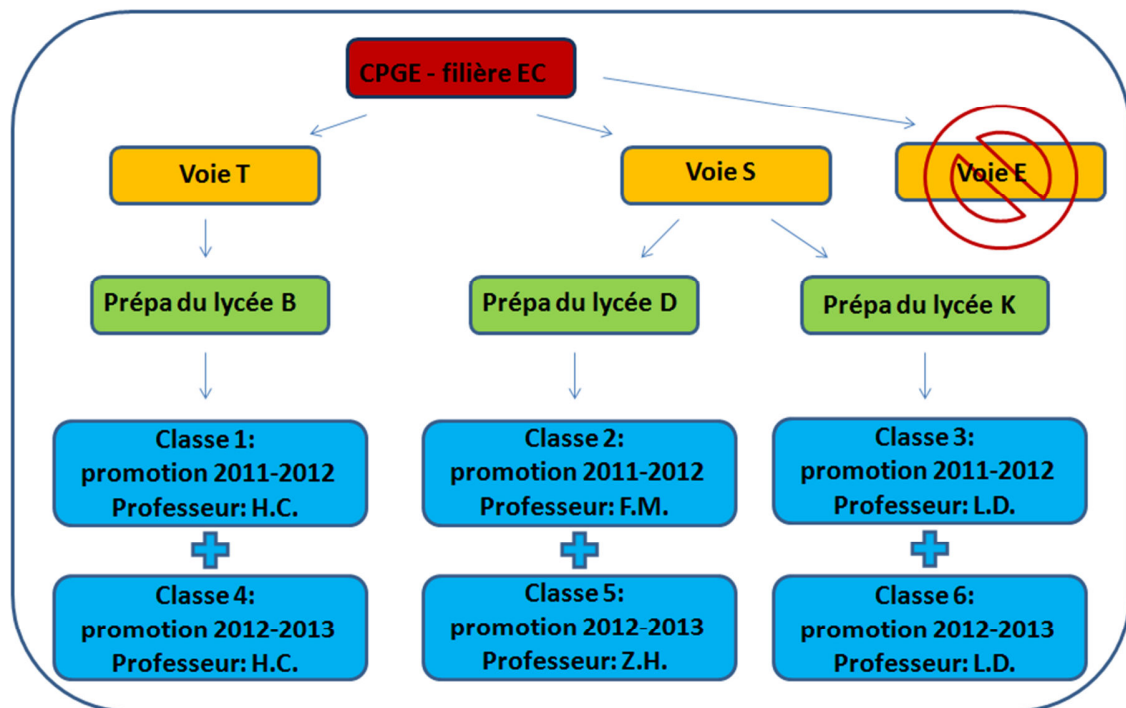 CPGE - filière EC
Voie T
Voie S
Voie E
Prépa du lycée B
Prépa du lycée D
Prépa du lycée K
Classe 1:
promotion 2011-2012
Professeur: H.C.
Classe 2:
promotion 2011-2012
Professeur: F.M.
Classe 3:
promotion 2011-2012
Professeur: L.D.
Classe 4:
promotion 2012-2013
Professeur: H.C.
Classe 5:
promotion 2012-2013
Professeur: Z.H.
Classe 6:
promotion 2012-2013
Professeur: L.D.